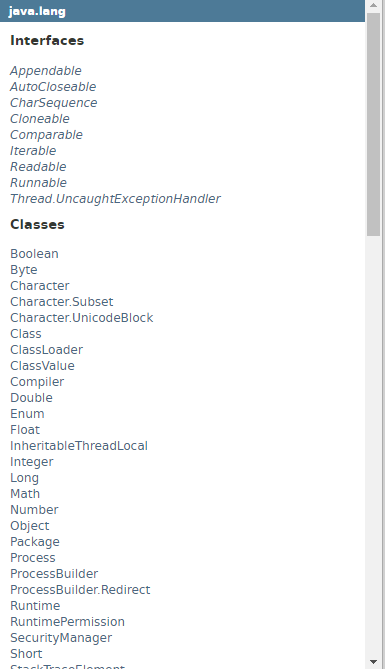 java.lang
Interfaces
Appendable
AutoCloseable
CharSequence
Cloneable
Comparable
Iterable
Readable
Runnable
Thread.UncaughtExceptionHandler
Classes
Boolean
Byte
Character
Character.Subset
Character.UnicodeBlock
Class
ClassLoader
ClassValue
Compiler
Double
Enum
Float
InheritableThreadLocal
Integer
Long
Math
Number
Object
Package
Process
ProcessBuilder
ProcessBuilder.Redirect
Runtime
RuntimePermission
SecurityManager
Short
StackTraceElement